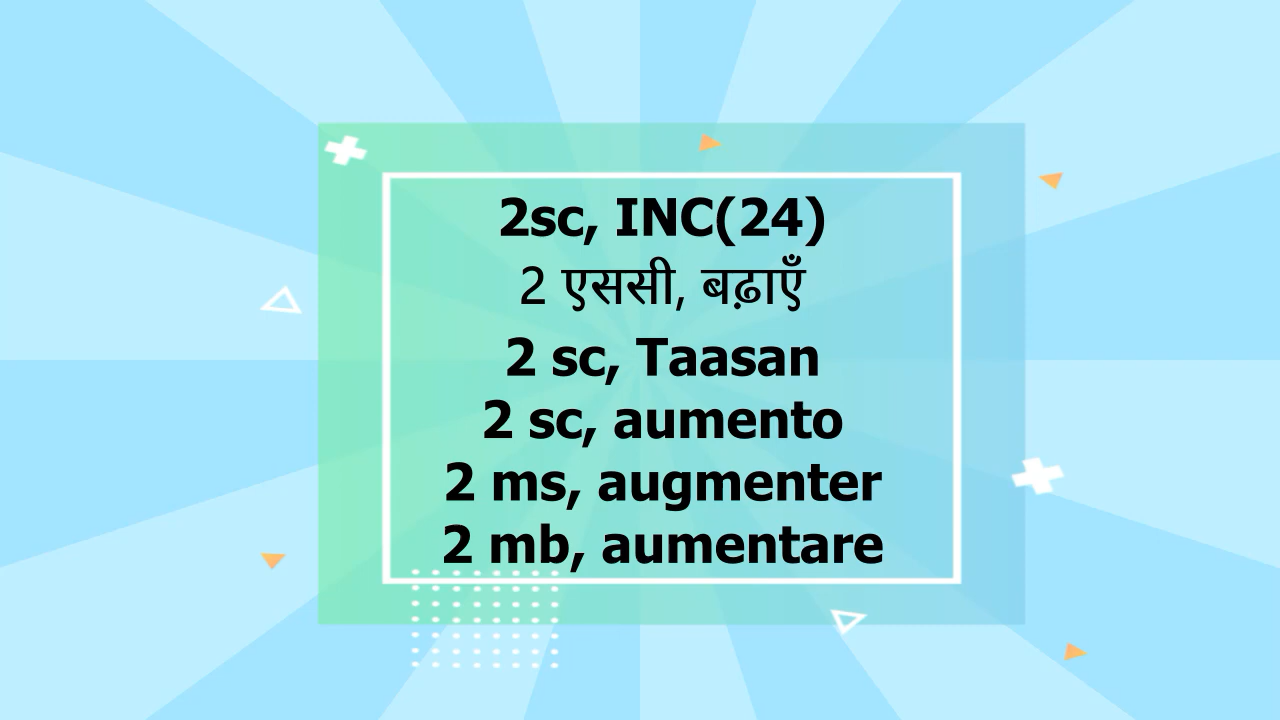 2sc, INC(24)
2 एससी, बढ़ाएँ
2 sc, Taasan
2 sc, aumento
2 ms, augmenter
2 mb, aumentare